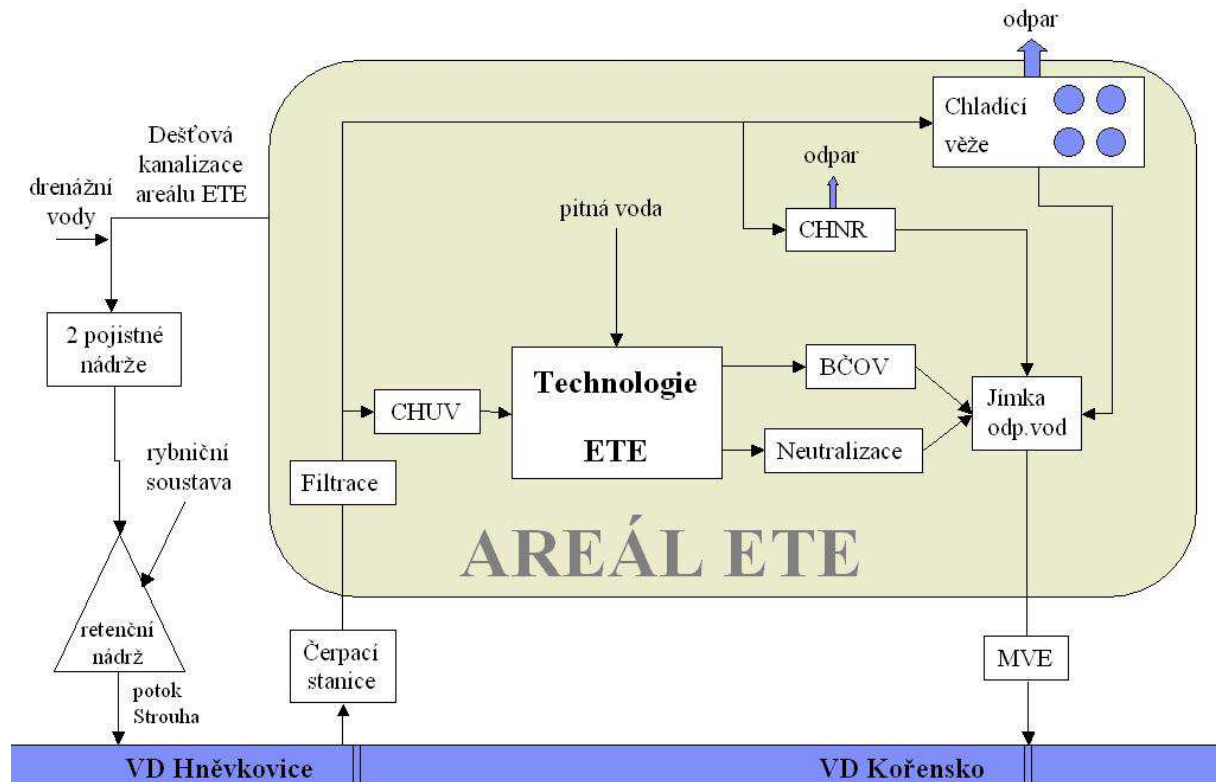 odpar
Chladící
věže
Dešťová
kanalizace
areálu ETE
drenážní
vody
odpar
pitná voda
CHNR
2 pojistné
nádrže
Technologie
ETE
BČOV
CHUV
Jímka
odp.vod
Neutralizace
rybniční
soustava
Filtrace
AREÁL ETE
retenční
nádrž
Čerpací
stanice
MVE
potok
Strouha
VD Hněvkovice
VD Kořensko